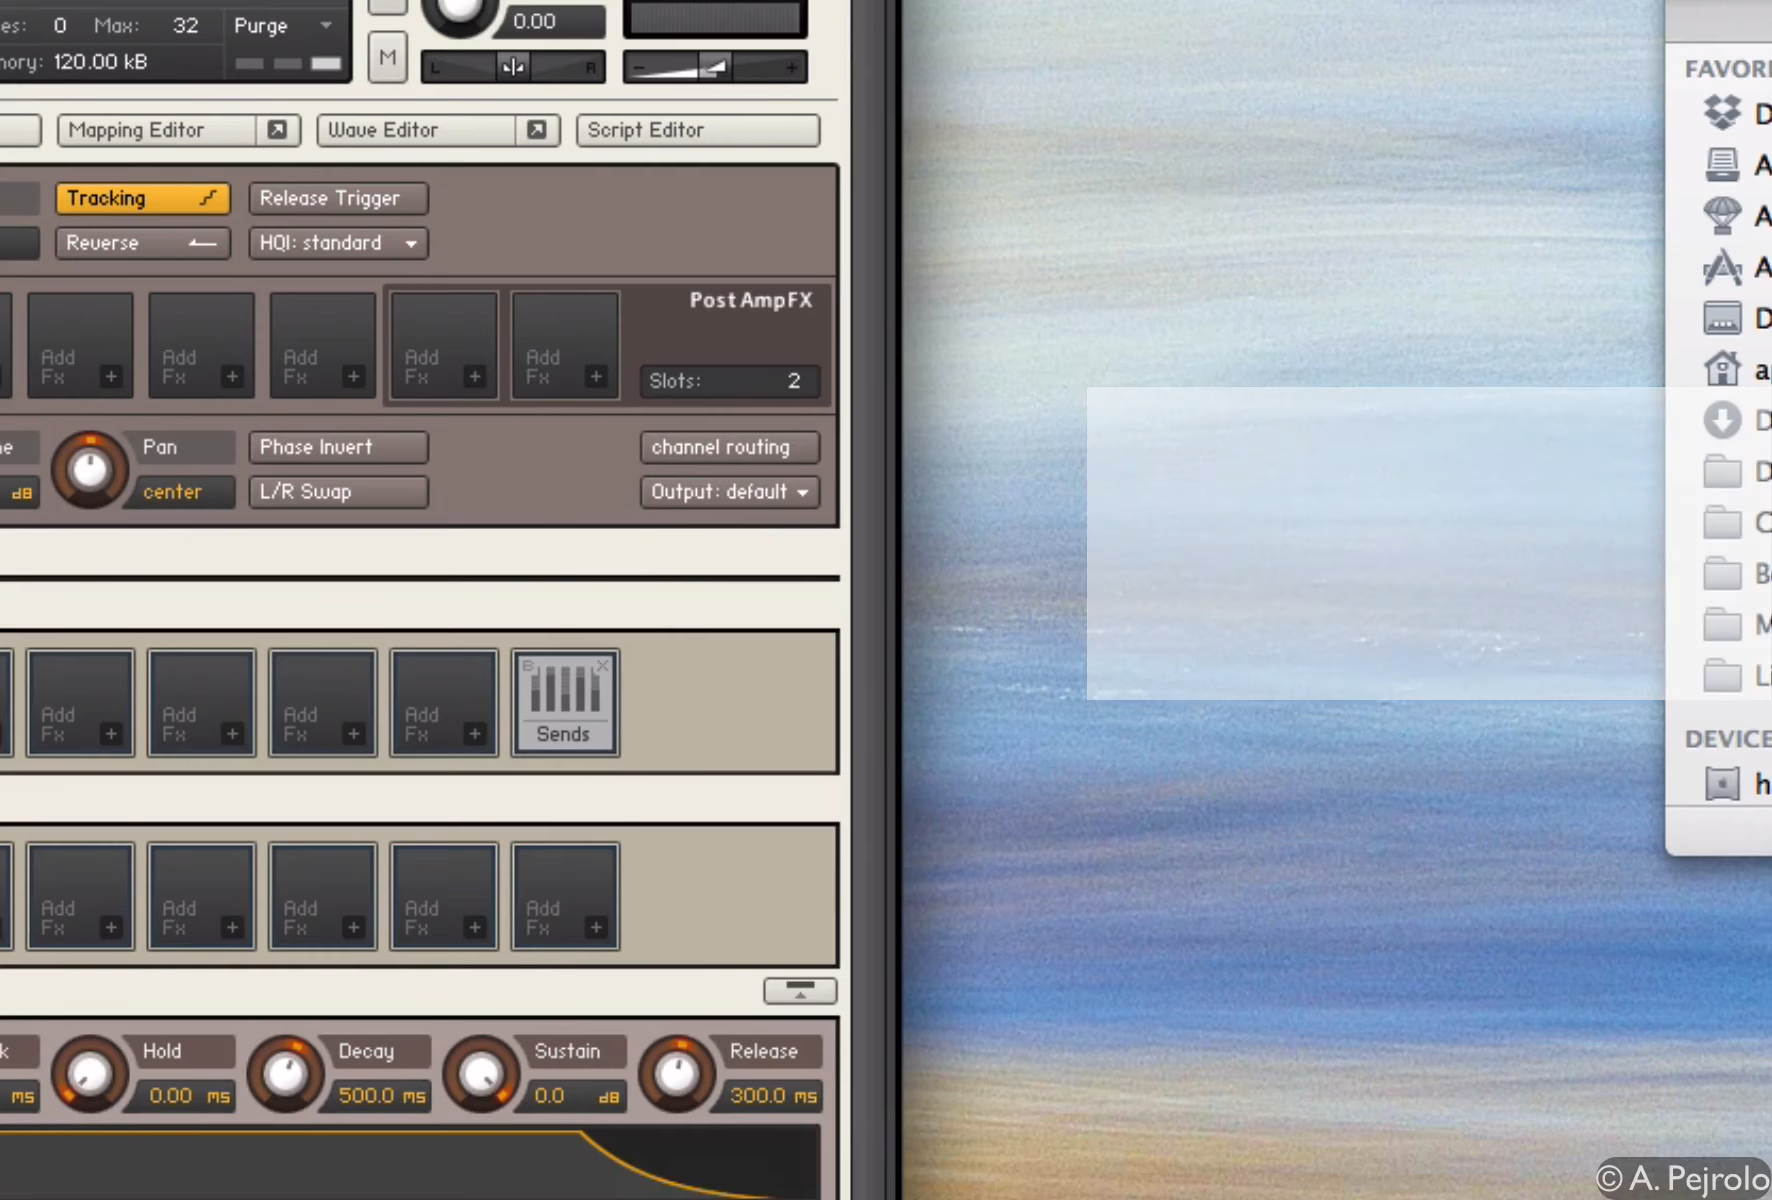 0 Max: 32 Purge
0.00
120.00 kB
M
L R - +
Mapping Editor Wave Editor Script Editor
Tracking Release Trigger
Reverse HQI: standard
Post Amp FX
Add Fx + Add Fx + Add Fx + Add Fx + Add Fx +
Slots: 2
Pan Phase Invert channel routing
dB center L/R Swap Output: default
B X
Add Fx + Add Fx + Add Fx + Add Fx + Sends
Add Fx + Add Fx + Add Fx + Add Fx + Add Fx +
Hold Decay Sustain Release
ms 0.00 ms 500.0 ms 0.0 dB 300.0 ms
© A. Pejrolo